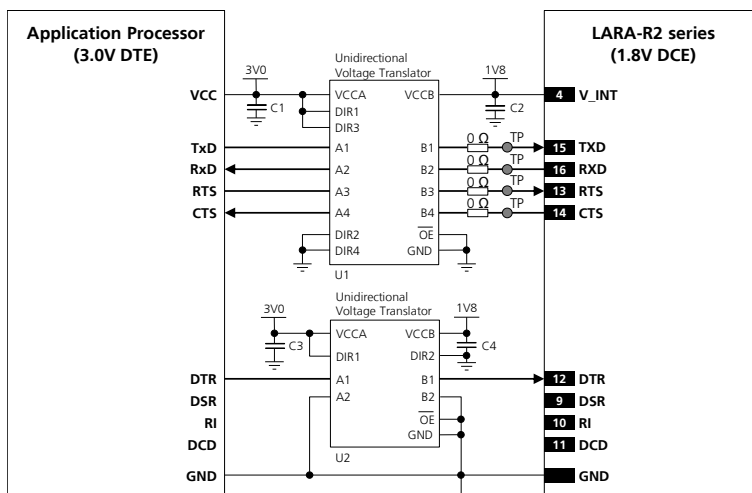 Application Processor
(3.0V DTE)
LARA-R2 series
(1.8V DCE)
Unidirectional
Voltage Translator
3V0
1V8
VCC
C1
VCCA
VCCB
C2
4
V_INT
DIR1
DIR3
0 Ω
TP
TxD
A1
B1
15
TXD
0 Ω
TP
RxD
A2
B2
16
RXD
0 Ω
TP
RTS
A3
B3
13
RTS
0 Ω
TP
CTS
A4
B4
14
CTS
DIR2
OE
DIR4
GND
U1
Unidirectional
Voltage Translator
3V0
1V8
VCCA
VCCB
C3
C4
DIR1
DIR2
DTR
A1
B1
12
DTR
DSR
A2
B2
9
DSR
RI
OE
10
RI
GND
DCD
11
DCD
U2
GND
GND